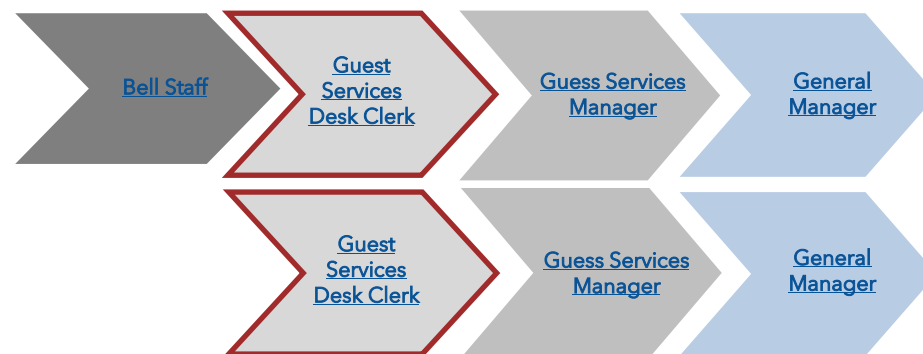 Bell Staff
Guest
Services
Desk Clerk
Guess Services
Manager
General
Manager
Guest
Services
Desk Clerk
Guess Services
Manager
General
Manager